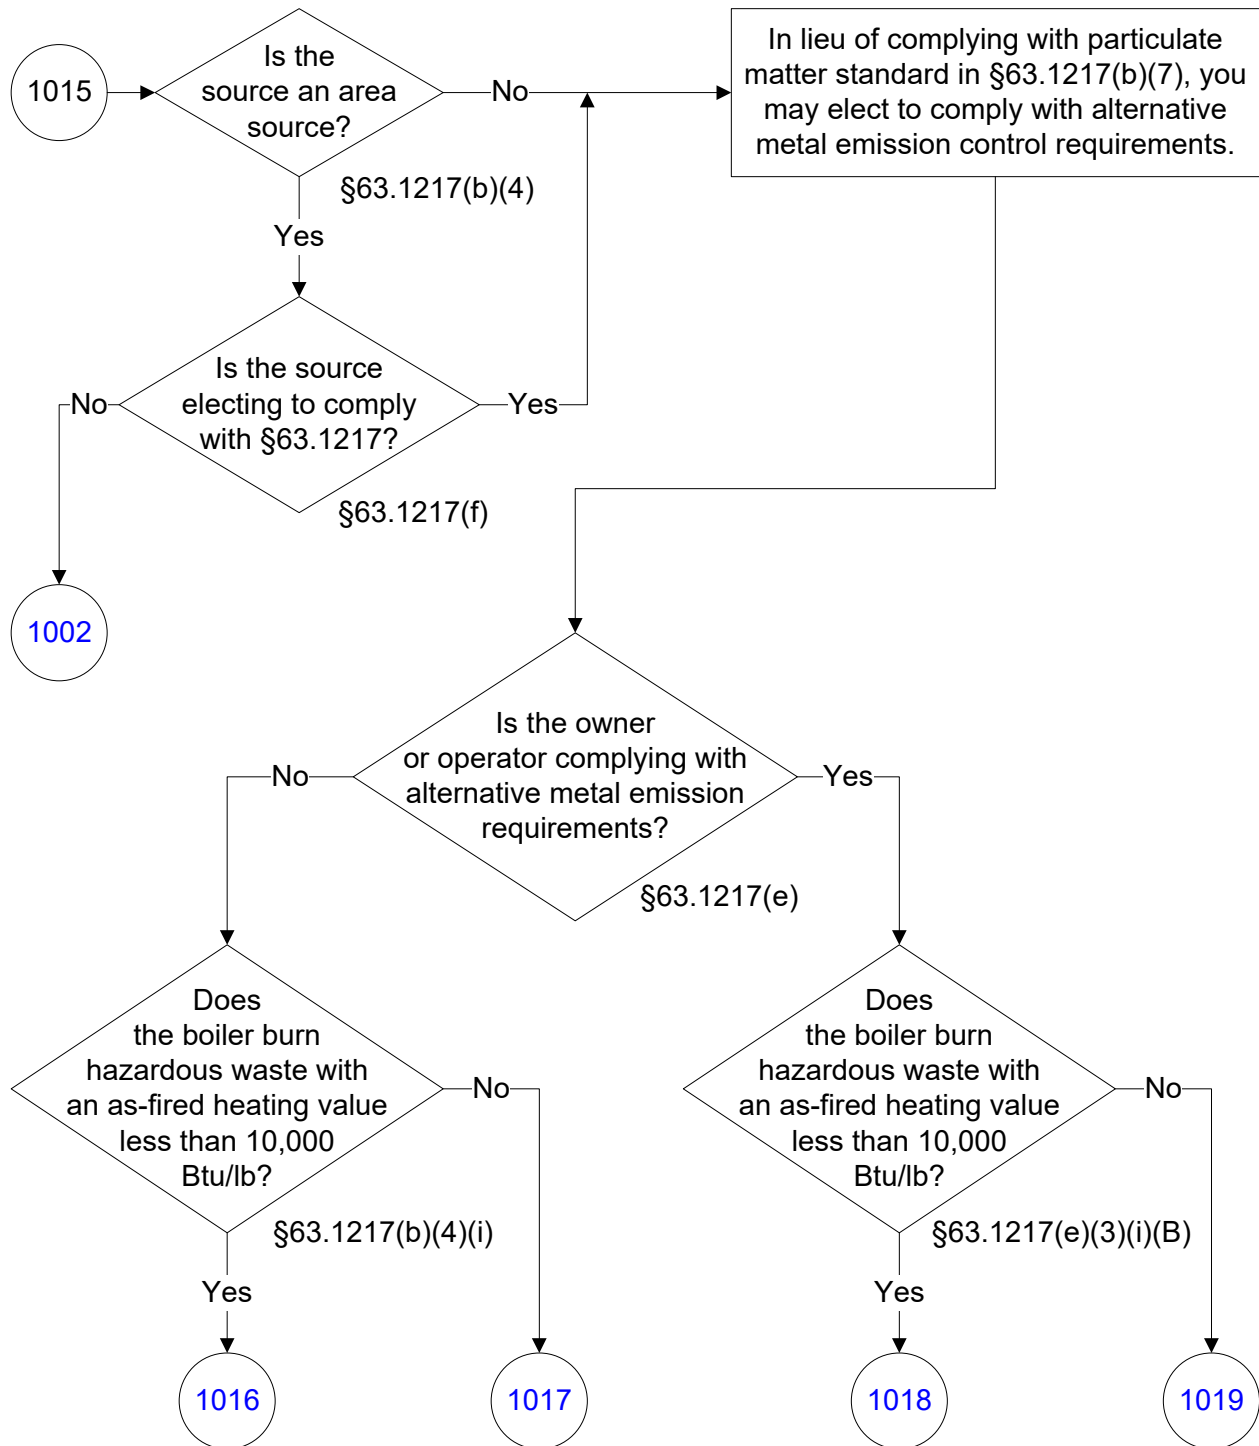 1015
Is the
source an area
source?
No
In lieu of complying with particulate
matter standard in §63.1217(b)(7), you
may elect to comply with alternative
metal emission control requirements.
§63.1217(b)(4)
Yes
Is the source
electing to comply
with §63.1217?
No
Yes
§63.1217(f)
1002
Is the owner
or operator complying with
alternative metal emission
requirements?
No
Yes
§63.1217(e)
Does
the boiler burn
hazardous waste with
an as-fired heating value
less than 10,000
Btu/lb?
No
§63.1217(b)(4)(i)
Yes
Does
the boiler burn
hazardous waste with
an as-fired heating value
less than 10,000
Btu/lb?
No
§63.1217(e)(3)(i)(B)
Yes
1016
1017
1018
1019